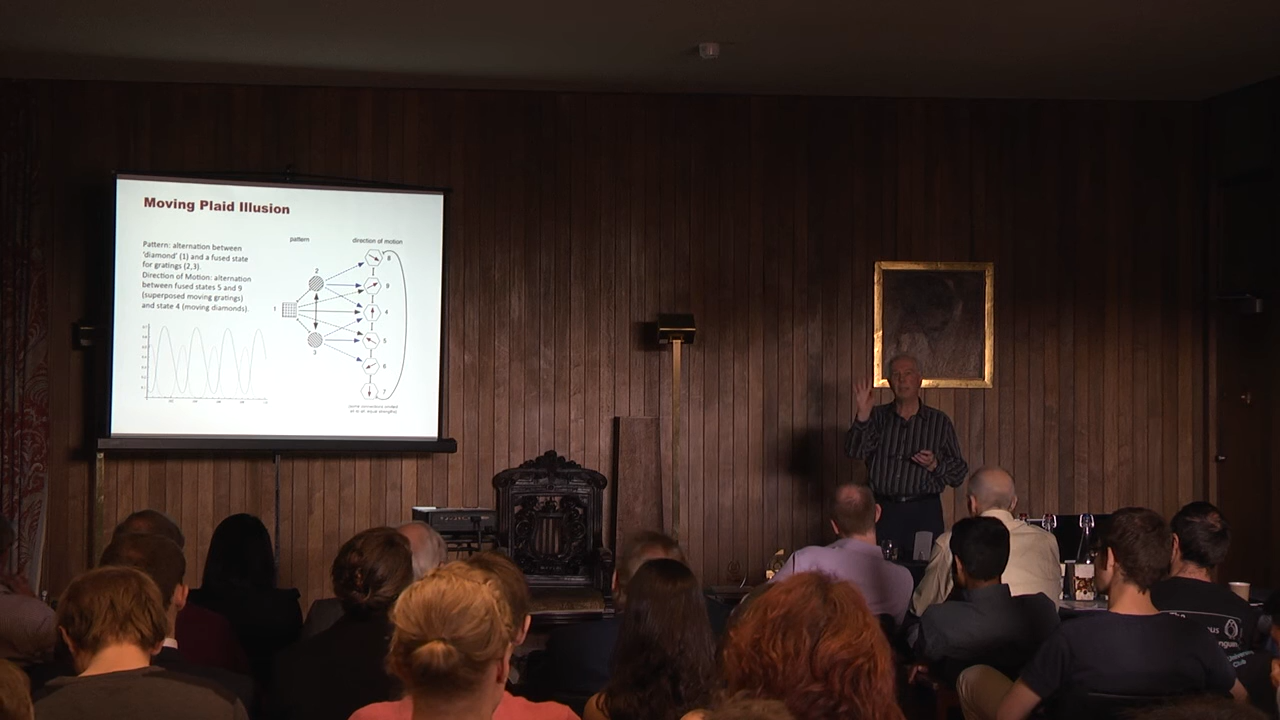 Moving Plaid Illusion
Pattern: alternation between
'diamond' (1) and a fused state
for gratings (2,3).
Direction of Motion: alternation
between fused states 5 and 9
(superposed moving gratings)
and state 4 (moving diamonds).
pattern
direction of motion
1
2
3
8
9
4
5
6
7